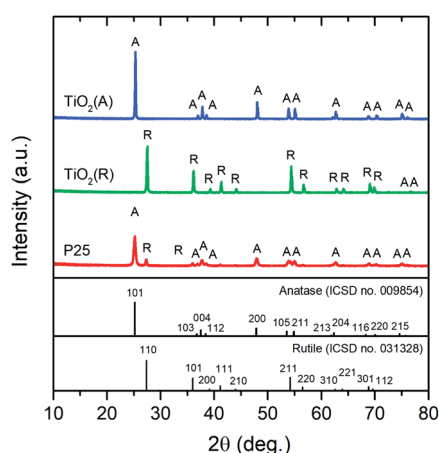 A
TiO2(A)
A A A A A A A A A A A
R
TiO2(R)
R R R R R R R R R R A A
A
P25
R R A A A A A A A A A A A
Anatase (ICSD no. 009854)
101
103 004 112 200 105 211 213 204 116 220 215
Rutile (ICSD no. 031328)
110
101 200 111 210 211 220 310 221 301 112
10 20 30 40 50 60 70 80
2θ (deg.)
Intensity (a.u.)